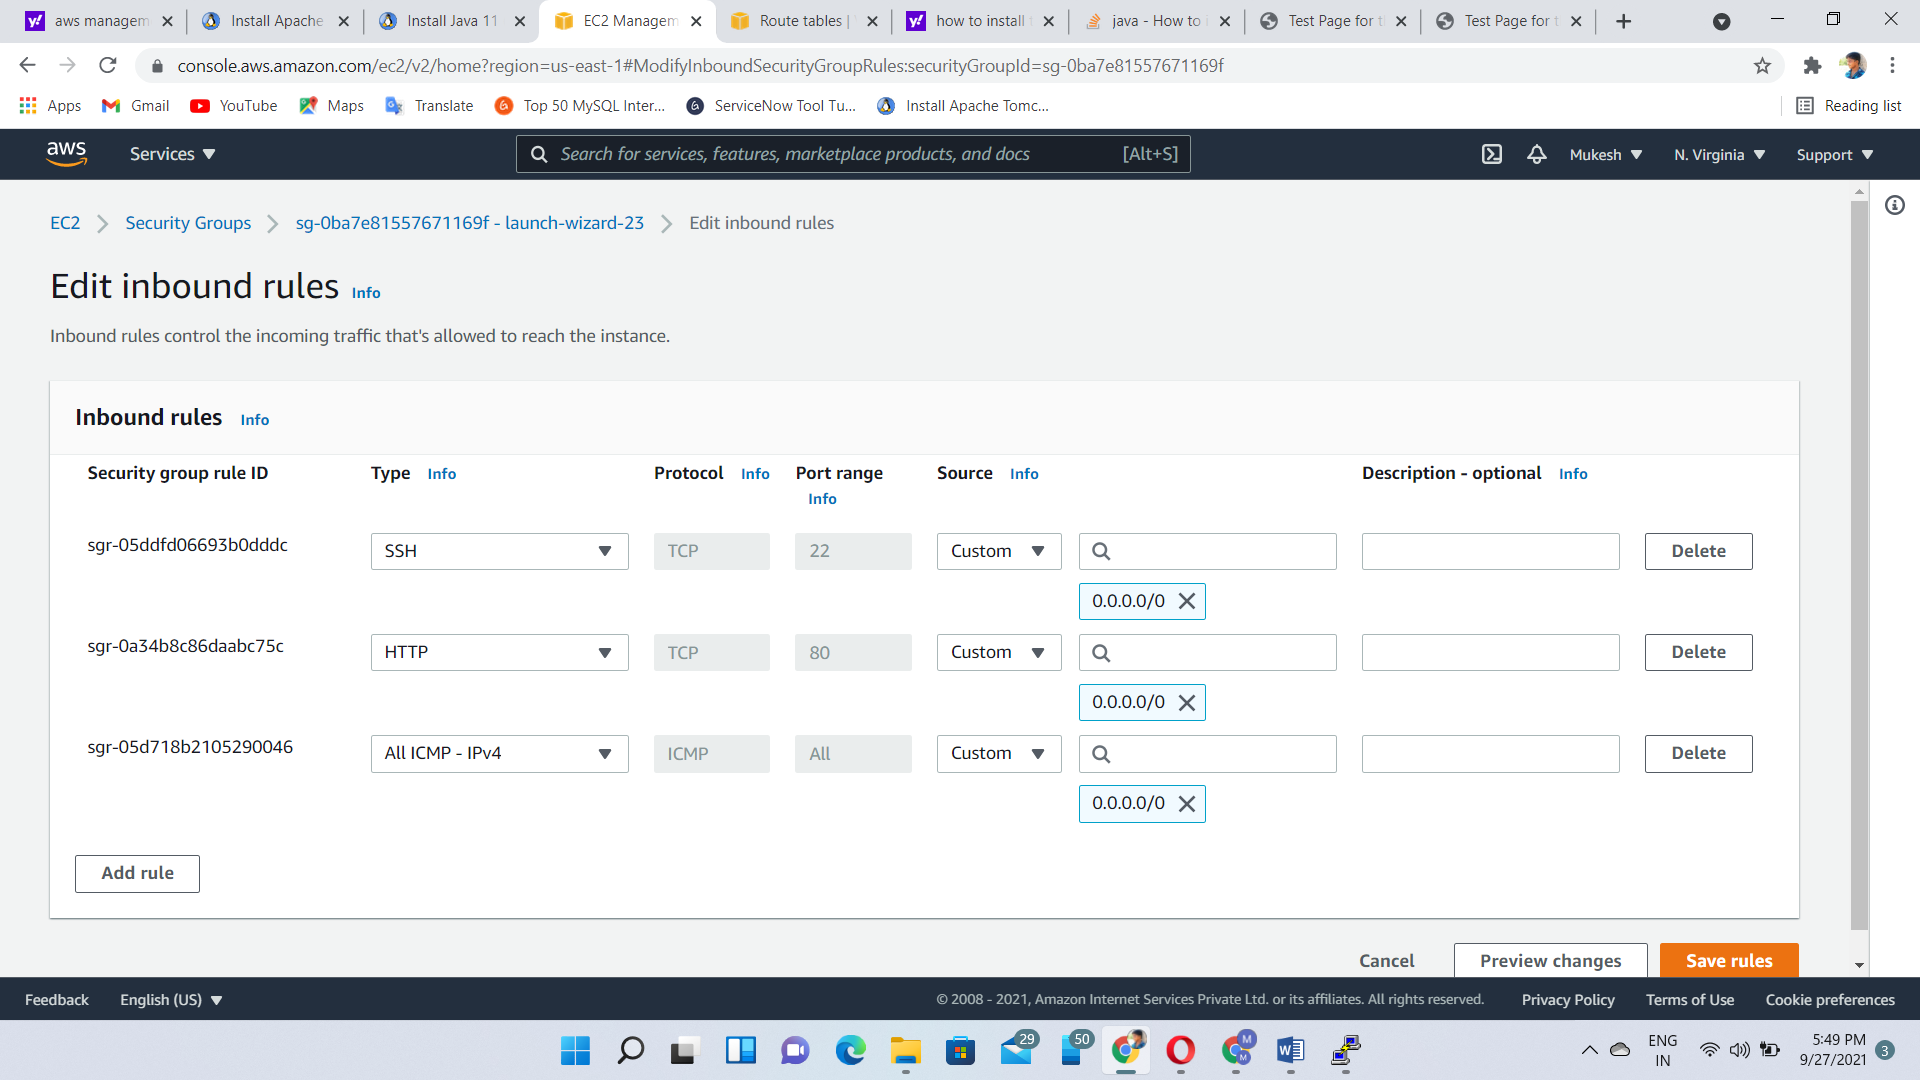 aws managem
Install Apache
Install Java 11
EC2 Managem
Route tables |
how to install
java - How to i
Test Page for t
Test Page for t
console.aws.amazon.com/ec2/v2/home?region=us-east-1#ModifyInboundSecurityGroupRules:securityGroupId=sg-0ba7e81557671169f
Apps Gmail YouTube Maps Translate Top 50 MySQL Inter... ServiceNow Tool Tu... Install Apache Tomc... Reading list
aws Services Search for services, features, marketplace products, and docs [Alt+S] Mukesh N. Virginia Support
EC2 Security Groups sg-0ba7e81557671169f - launch-wizard-23 Edit inbound rules
Edit inbound rules Info
Inbound rules control the incoming traffic that's allowed to reach the instance.
Inbound rules Info
Security group rule ID Type Info Protocol Info Port range Source Info Description - optional Info
Info
sgr-05ddfd06693b0dddc SSH TCP 22 Custom Delete
0.0.0.0/0
sgr-0a34b8c86daabc75c HTTP TCP 80 Custom Delete
0.0.0.0/0
sgr-05d718b2105290046 All ICMP - IPv4 ICMP All Custom Delete
0.0.0.0/0
Add rule
Cancel Preview changes Save rules
Feedback English (US) © 2008 - 2021, Amazon Internet Services Private Ltd. or its affiliates. All rights reserved. Privacy Policy Terms of Use Cookie preferences
29 50 M M ENG 5:49 PM
IN 9/27/2021 3